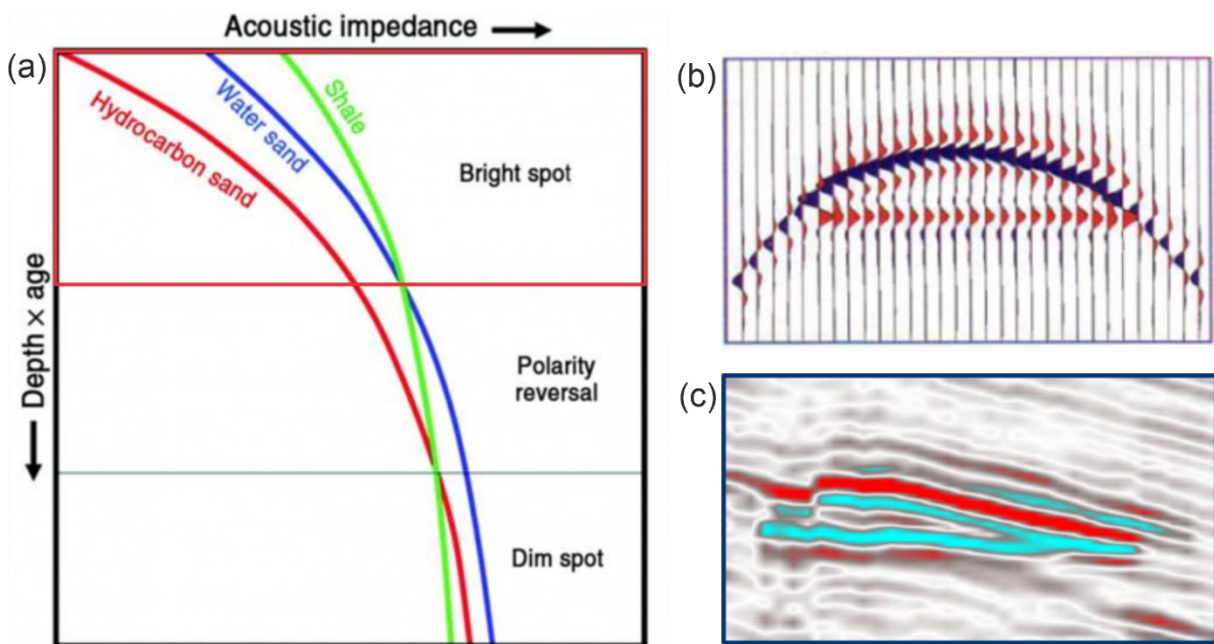 Acoustic impedance
(a)
Hydrocarbon sand
Water sand
Shale
Bright spot
Depth × age
Polarity
reversal
Dim spot
(b)
(c)